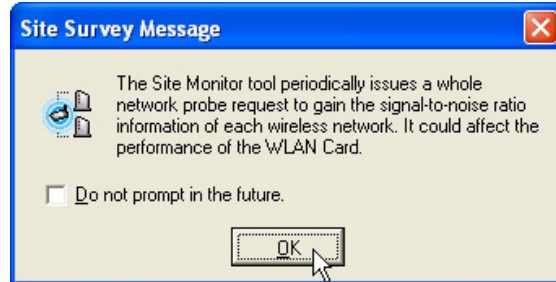 Site Survey Message
The Site Monitor tool periodically issues a whole
network probe request to gain the signal-to-noise ratio
information of each wireless network. It could affect the
performance of the WLAN Card.
Do not prompt in the future.
OK